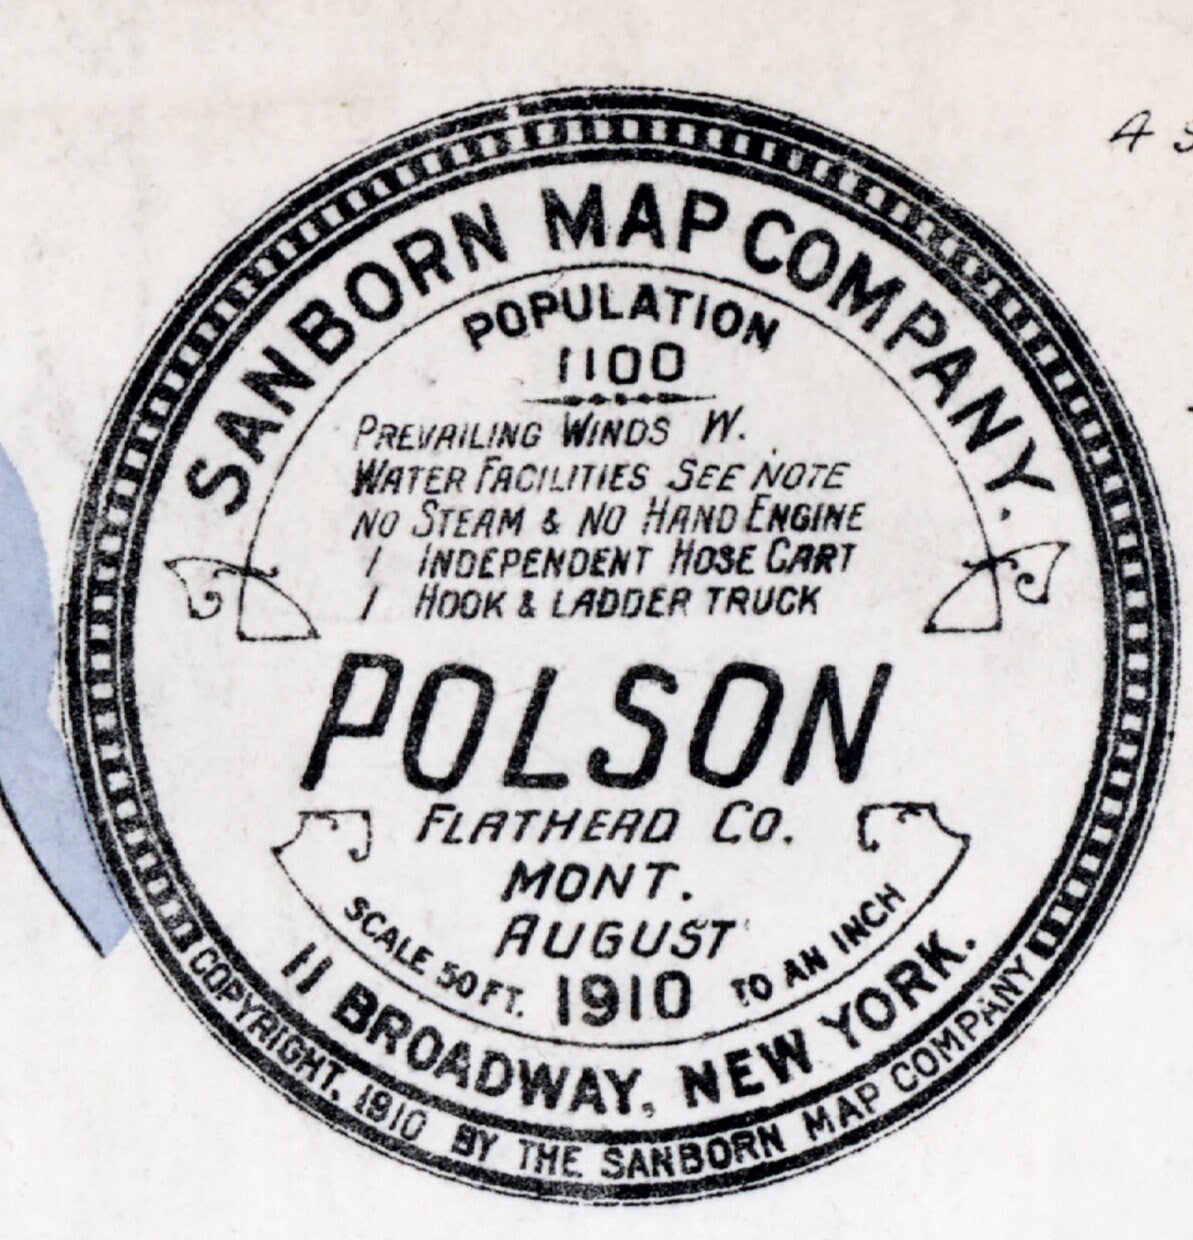 SANBORN MAP COMPANY.
POPULATION
1100
PREVAILING WINDS W.
WATER FACILITIES SEE NOTE
NO STEAM & NO HAND ENGINE
1 INDEPENDENT HOSE CART
1 HOOK & LADDER TRUCK
POLSON
FLATHEAD CO.
MONT.
AUGUST
1910
SCALE 50 FT. TO AN INCH
11 BROADWAY, NEW YORK.
COPYRIGHT, 1910 BY THE SANBORN MAP COMPANY
4